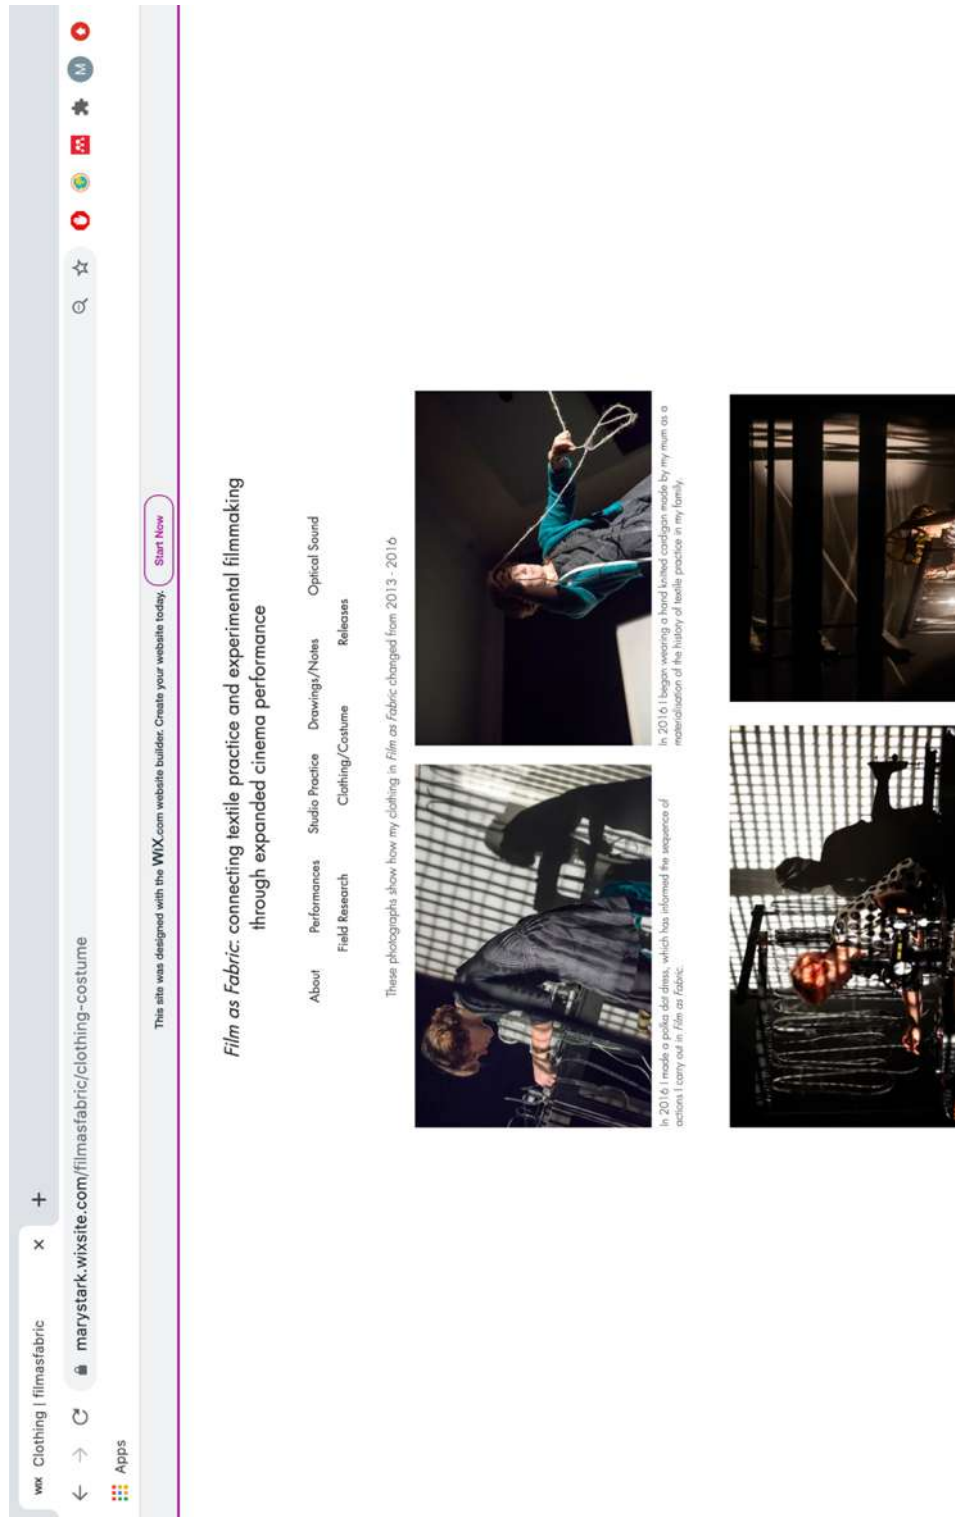 WiX Clothing | filmasfabric
marystark.wixsite.com/filmasfabric/clothing-costume
M
Apps
This site was designed with the WiX.com website builder. Create your website today. Start Now
Film as Fabric: connecting textile practice and experimental filmmaking
through expanded cinema performance
About Performances Studio Practice Drawings/Notes Optical Sound
Field Research Clothing/Costume Releases
These photographs show how my clothing in Film as Fabric changed from 2013 - 2016
In 2016 I made a polka dot dress, which has informed the sequence of
actions I carry out in Film as Fabric.
In 2016 I began wearing a hand knitted cardigan made by my mum as a
materialisation of the history of textile practice in my family.